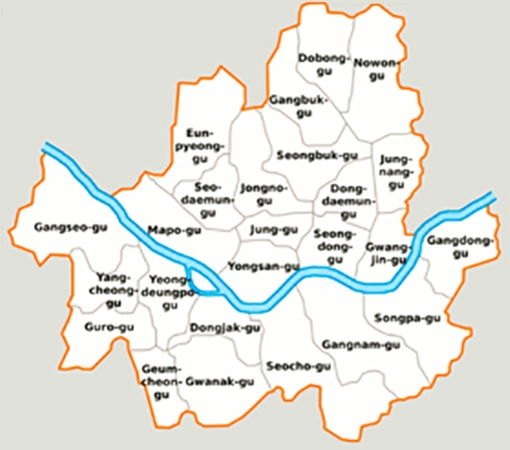 Dobong-
gu
Nowon-
gu
Gangbuk-
gu
Eun-
pyeong-
gu
Seongbuk-gu
Jung-
nang-
gu
Seo-
daemun-
gu
Jongno-
gu
Dong-
daemun-
gu
Gangseo-gu
Mapo-gu
Jung-gu
Seong-
dong-
gu
Gwang-
jin-gu
Gangdong-
gu
Yang-
cheong-
gu
Yeong-
deungpo-
gu
Yongsan-gu
Guro-gu
Dongjak-gu
Songpa-gu
Gangnam-gu
Geum-
cheon-
gu
Gwanak-gu
Seocho-gu